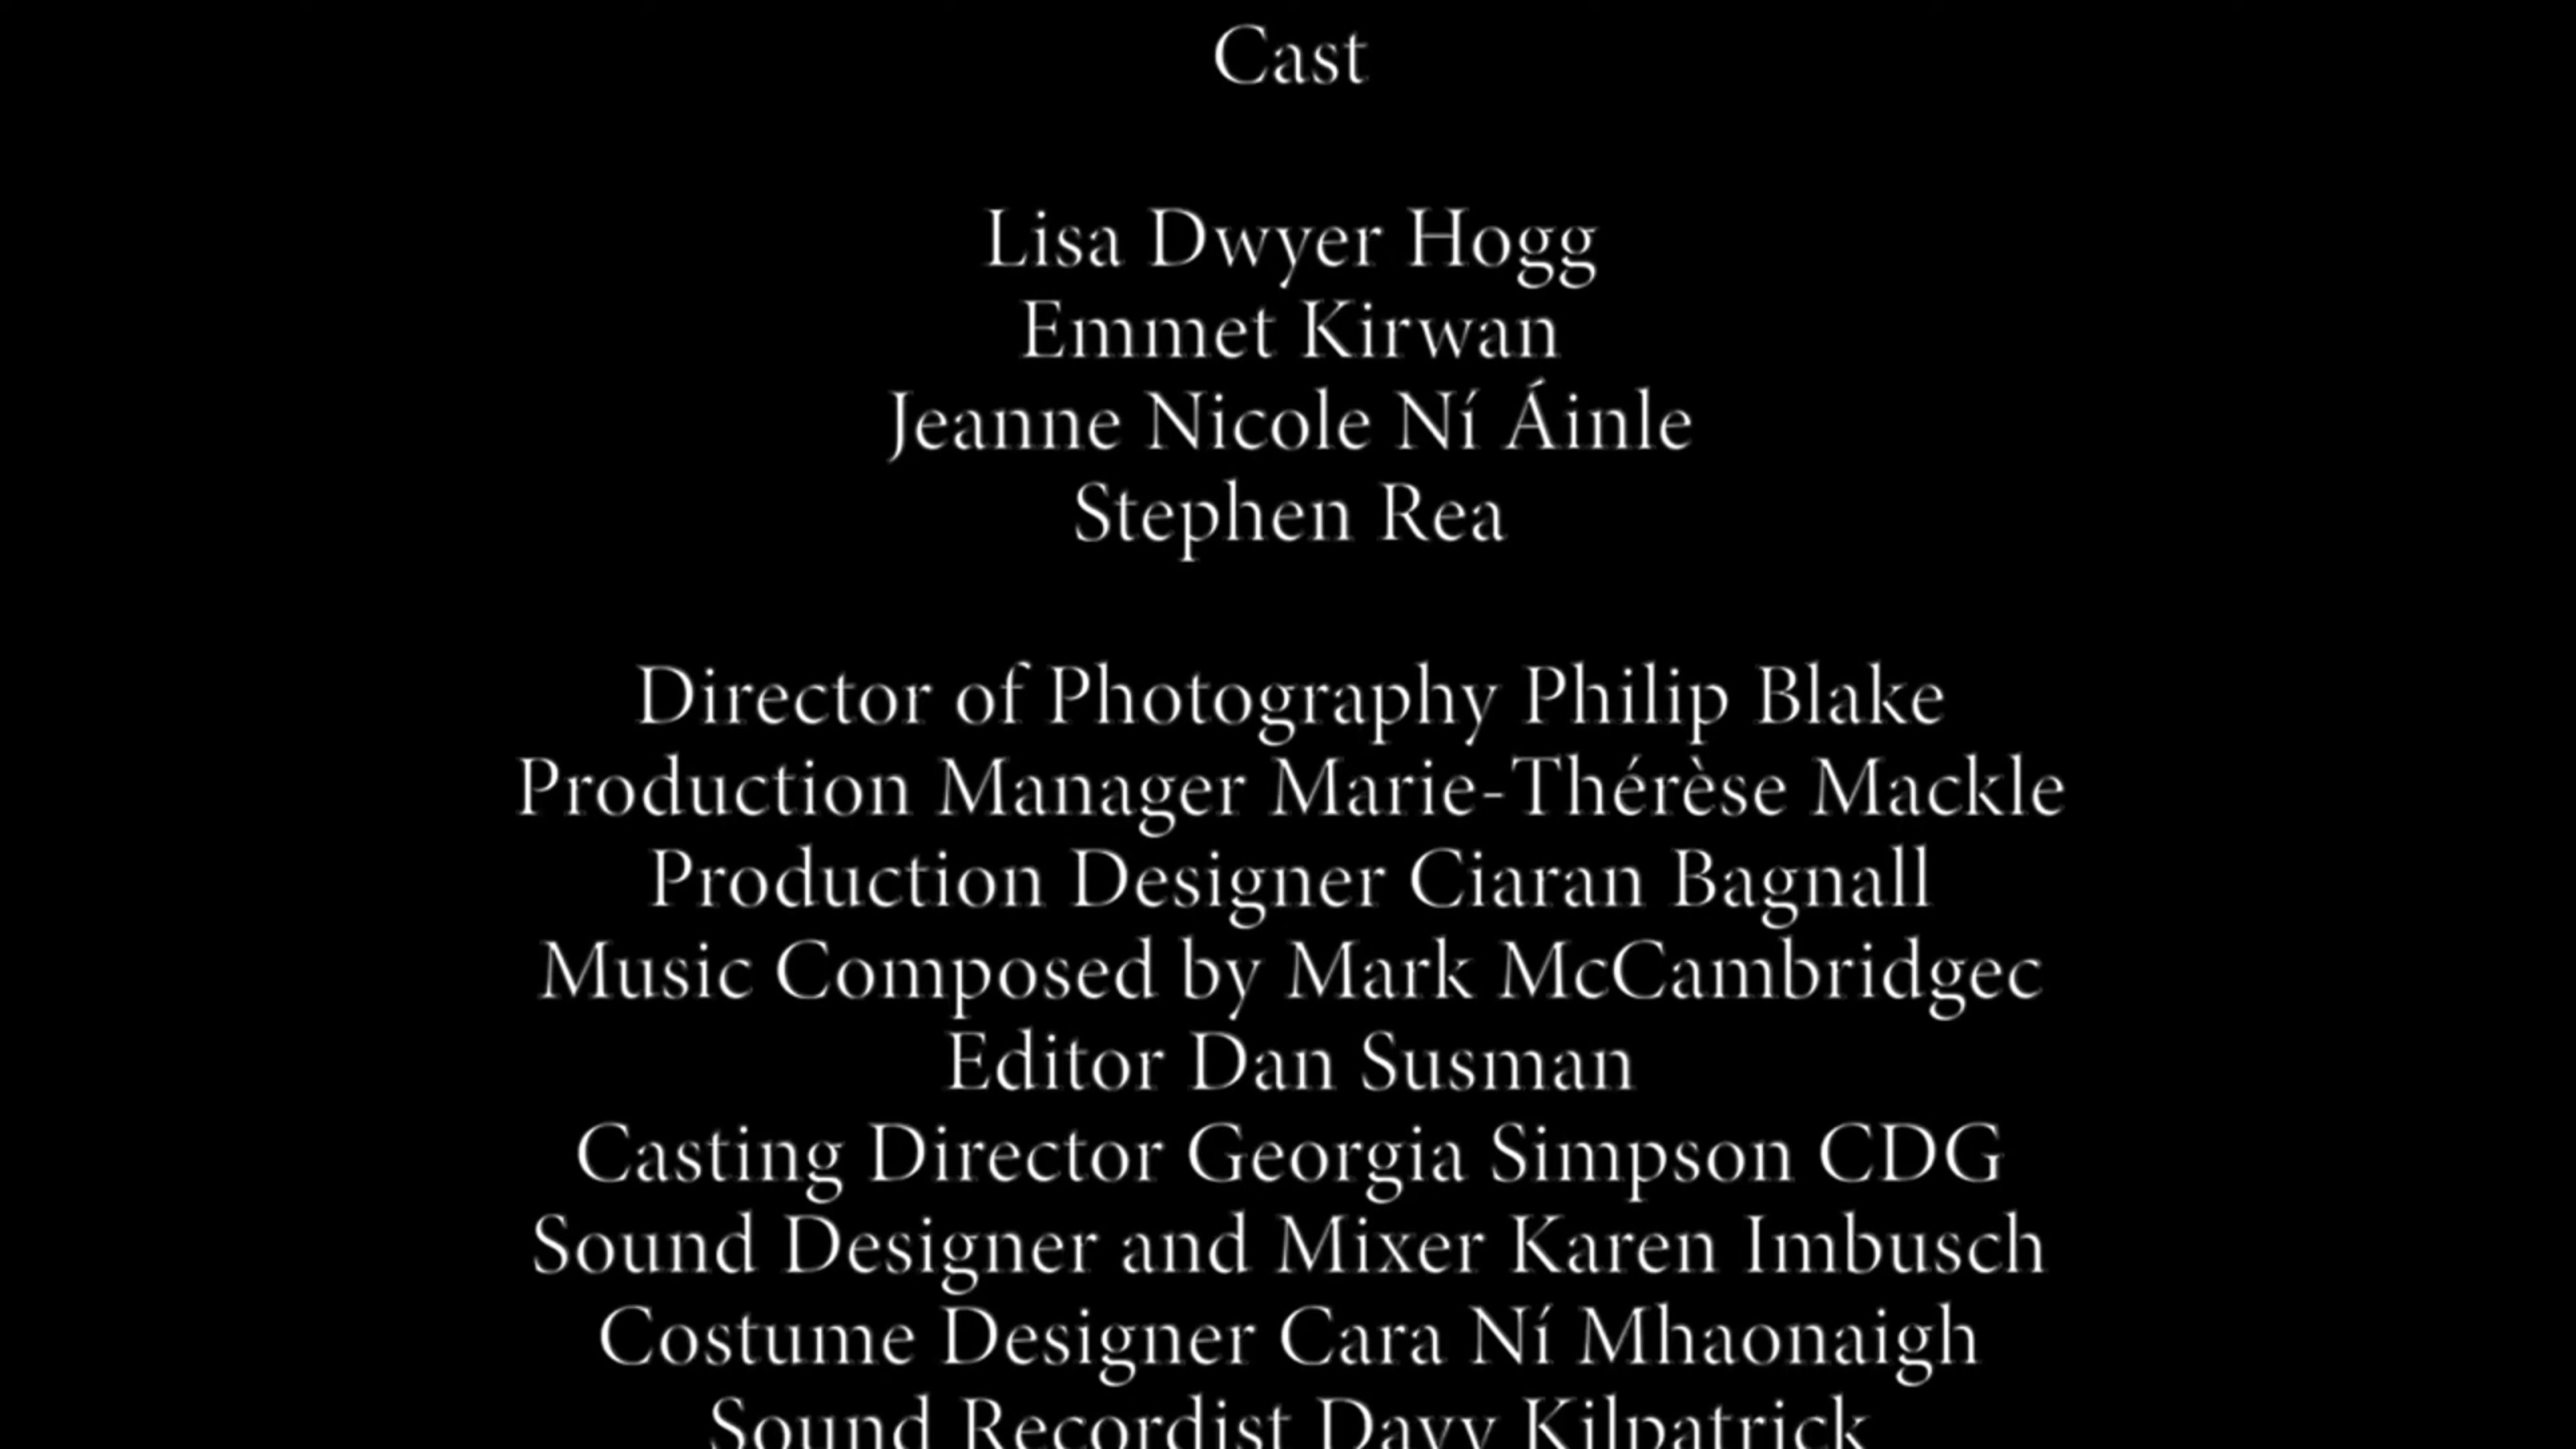 Cast
Lisa Dwyer Hogg
Emmet Kirwan
Jeanne Nicole Ní Áinle
Stephen Rea
Director of Photography Philip Blake
Production Manager Marie-Thérèse Mackle
Production Designer Ciaran Bagnall
Music Composed by Mark McCambridgec
Editor Dan Susman
Casting Director Georgia Simpson CDG
Sound Designer and Mixer Karen Imbusch
Costume Designer Cara Ní Mhaonaigh
Sound Recordist Davy Kilpatrick